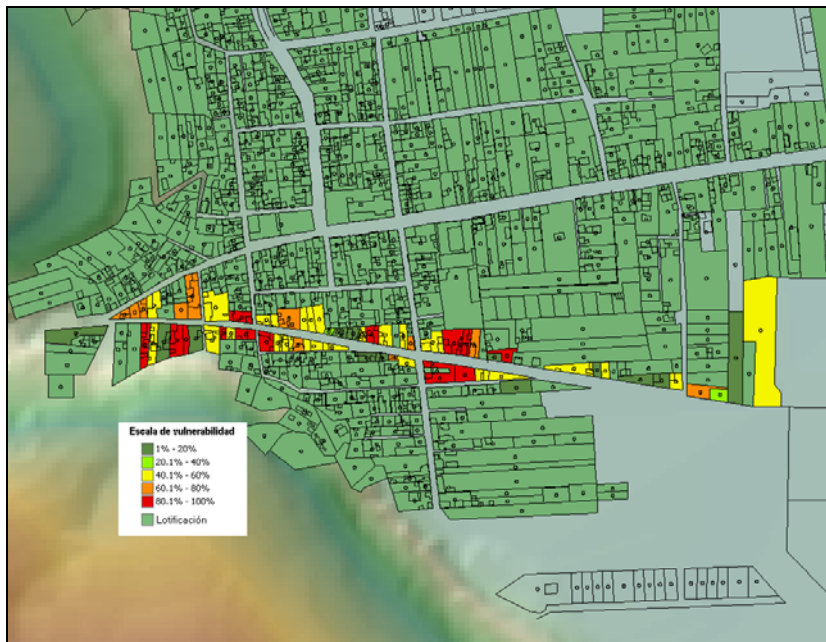 Escala de vulnerabilidad
1% - 20%
20.1% - 40%
40.1% - 60%
60.1% - 80%
80.1% - 100%
Lotificación